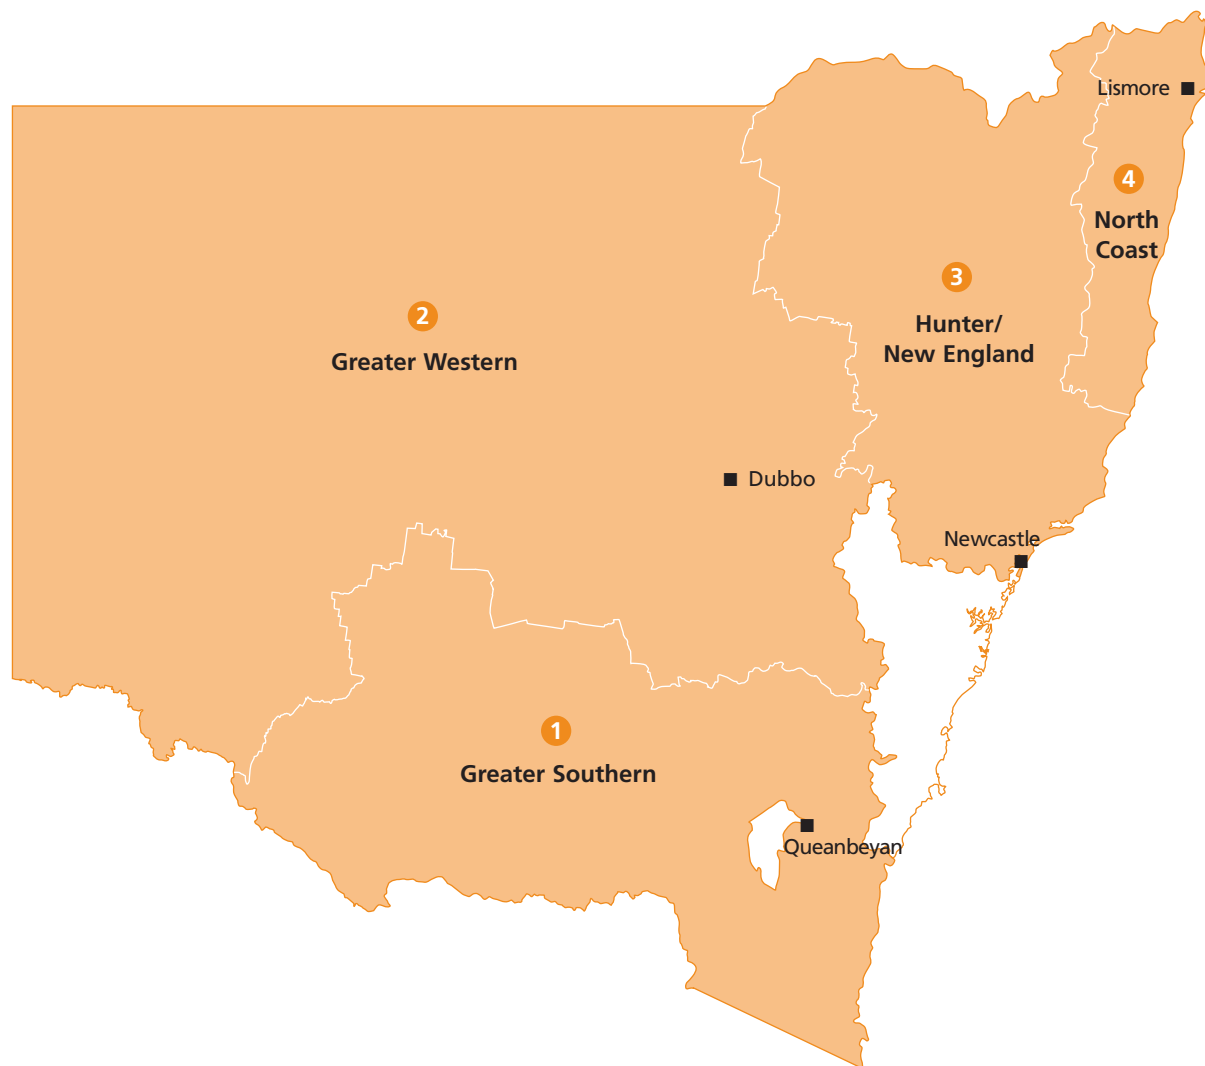 Lismore
4
North
Coast
3
Hunter/
New England
2
Greater Western
Dubbo
Newcastle
1
Greater Southern
Queanbeyan